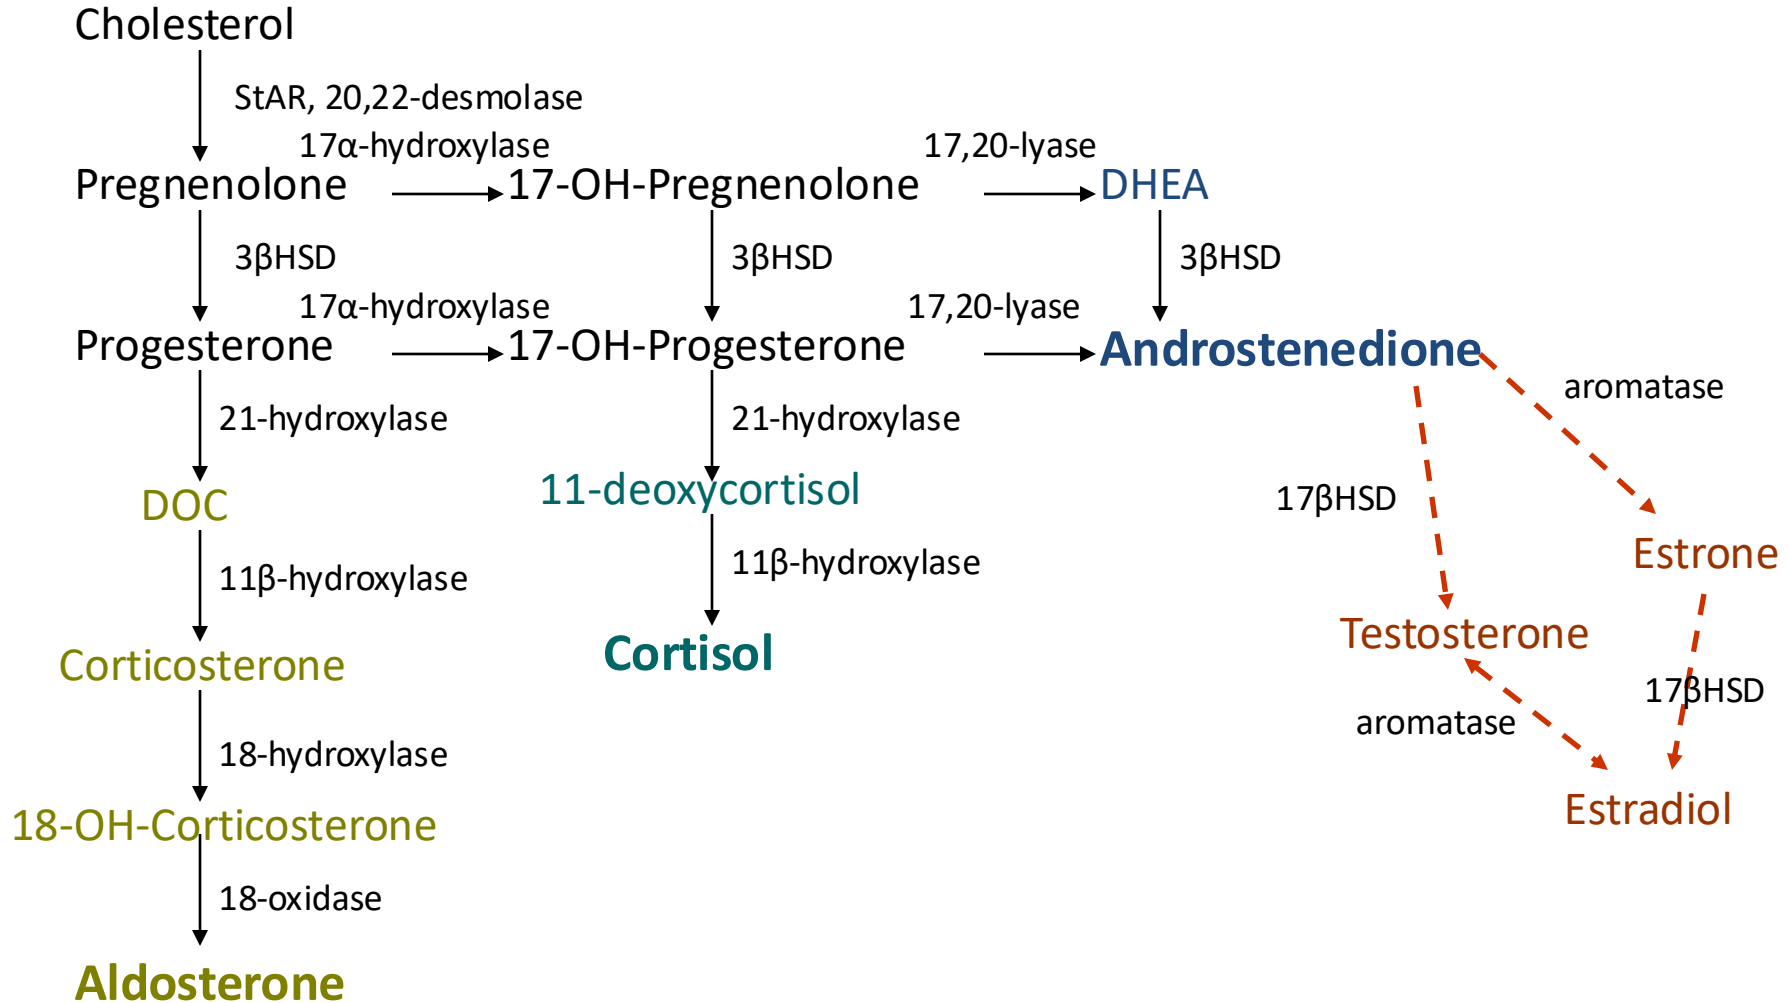 Cholesterol
StAR, 20,22-desmolase
17α-hydroxylase
17,20-lyase
Pregnenolone
17-OH-Pregnenolone
DHEA
3βHSD
3βHSD
3βHSD
17α-hydroxylase
17,20-lyase
Progesterone
17-OH-Progesterone
Androstenedione
aromatase
21-hydroxylase
21-hydroxylase
DOC
11-deoxycortisol
17βHSD
11β-hydroxylase
11β-hydroxylase
Estrone
Corticosterone
Cortisol
Testosterone
17βHSD
aromatase
18-hydroxylase
18-OH-Corticosterone
Estradiol
18-oxidase
Aldosterone